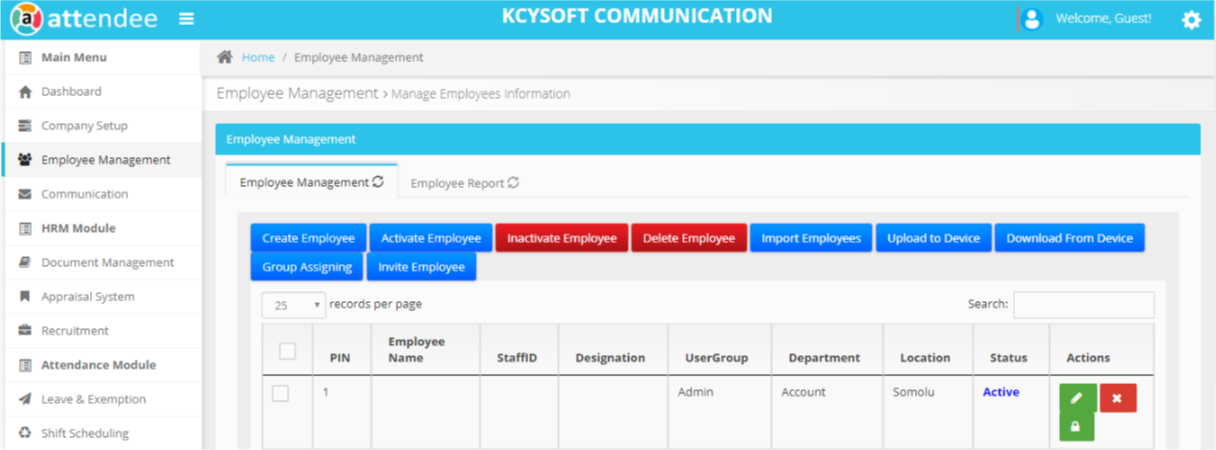 attendee
KCYSOFT COMMUNICATION
Welcome, Guest!
Main Menu
Home / Employee Management
Dashboard
Employee Management > Manage Employees Information
Company Setup
Employee Management
Employee Management
Employee Management
Employee Report
Communication
HRM Module
Create Employee
Activate Employee
Inactivate Employee
Delete Employee
Import Employees
Upload to Device
Download From Device
Document Management
Group Assigning
Invite Employee
Appraisal System
25 records per page
Search:
Recruitment
PIN
Employee
Name
StaffID
Designation
UserGroup
Department
Location
Status
Actions
Attendance Module
1
Admin
Account
Somolu
Active
Leave & Exemption
Shift Scheduling